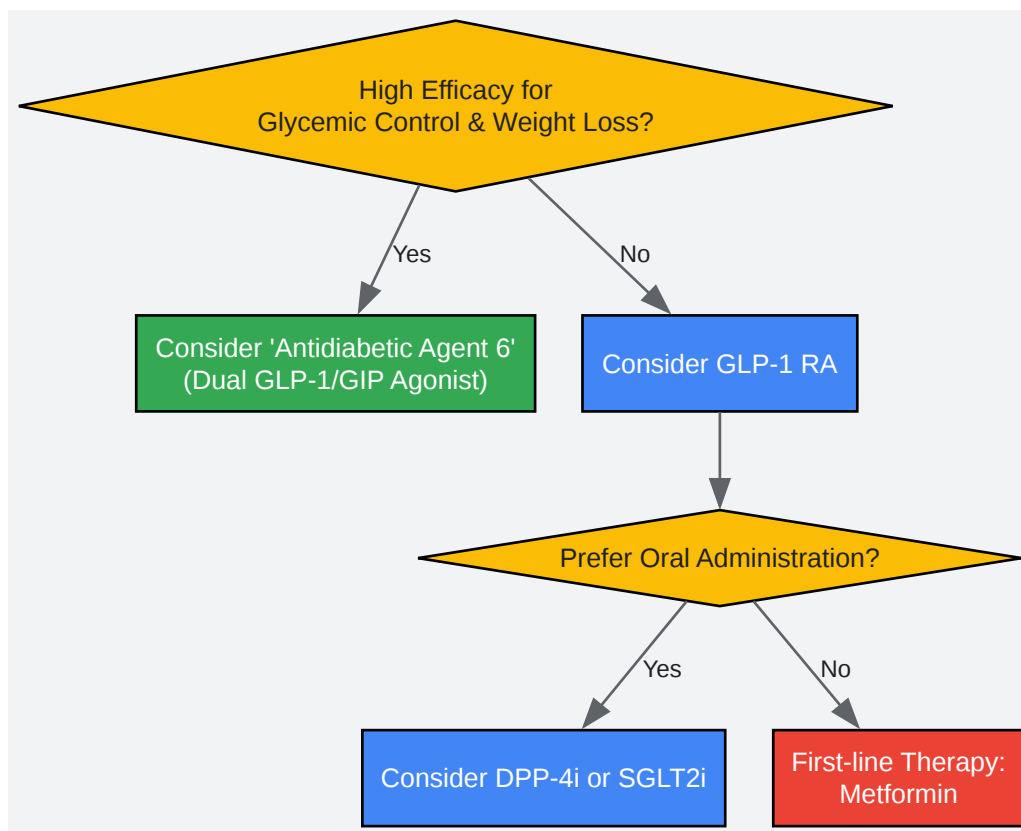 High Efficacy for
Glycemic Control & Weight Loss?
Yes
No
Consider 'Antidiabetic Agent 6'
(Dual GLP-1/GIP Agonist)
Consider GLP-1 RA
Prefer Oral Administration?
Yes
No
Consider DPP-4i or SGLT2i
First-line Therapy:
Metformin